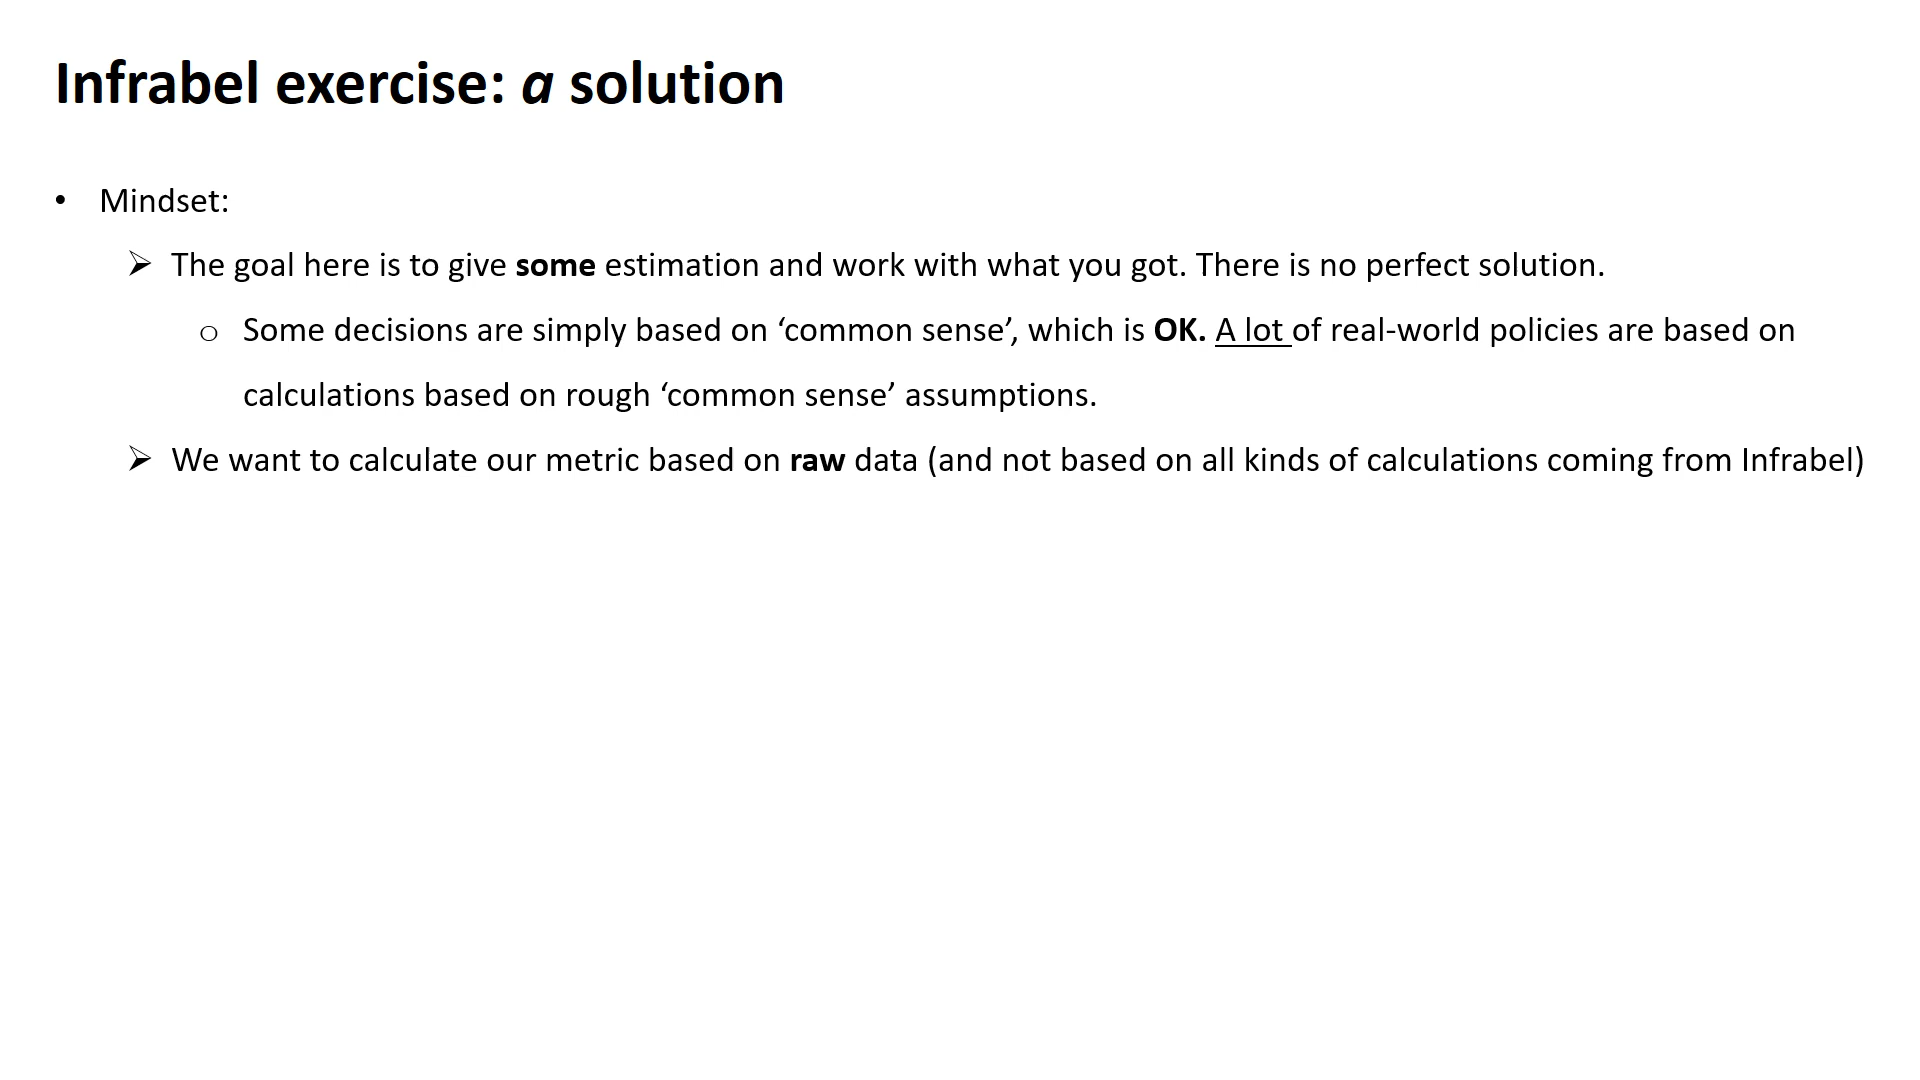 Infrabel exercise: a solution
• Mindset:
➢ The goal here is to give some estimation and work with what you got. There is no perfect solution.
o Some decisions are simply based on ‘common sense’, which is OK. A lot of real-world policies are based on
calculations based on rough ‘common sense’ assumptions.
➢ We want to calculate our metric based on raw data (and not based on all kinds of calculations coming from Infrabel)